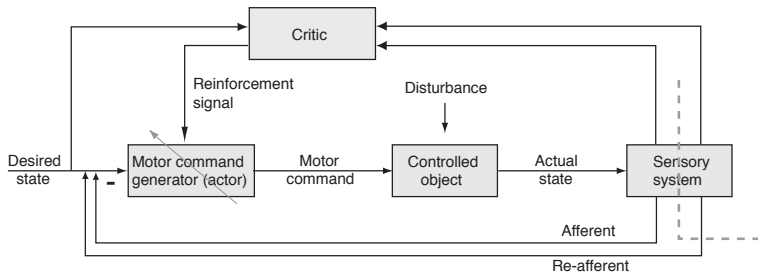 Critic
Reinforcement
signal
Disturbance
Desired
state
-
Motor command
generator (actor)
Motor
command
Controlled
object
Actual
state
Sensory
system
Afferent
Re-afferent